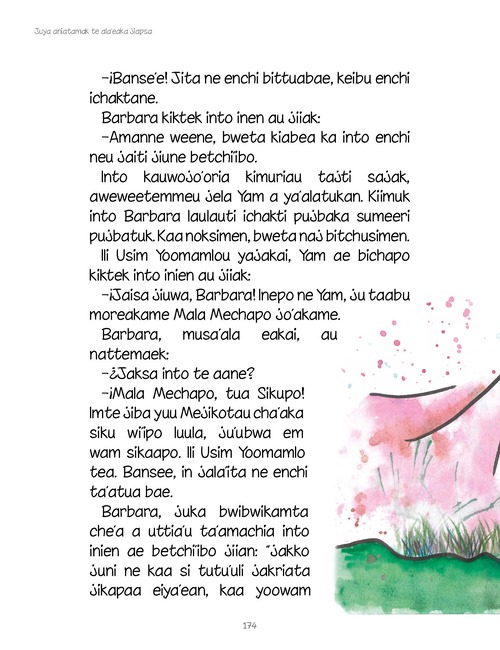 Juya aniatamak te ala'eaka Jiapsa
–¡Banse'e! Jita ne enchi bittuabae, keibu enchi
ichaktane.
Barbara kiktek into inen au jiiak:
–Amanne weene, bweta kiabea ka into enchi
neu jaiti jiune betchi'ibo.
Into kauwojo'oria kimuriau tajti sajak,
aweweetemmeu jela Yam a ya'alatukan. Kiimuk
into Barbara laulauti ichakti pujbaka sumeeri
pujbatuk. Kaa noksimen, bweta naj bitchusimen.
Ili Usim Yoomamlou yajakai, Yam ae bichapo
kiktek into inien au jiiak:
–¡Jaisa jiuwa, Barbara! Inepo ne Yam, ju taabu
moreakame Mala Mechapo jo'akame.
Barbara, musa'ala eakai, au
nattemaek:
–¿Jaksa into te aane?
–¡Mala Mechapo, tua Sikupo!
Imte jiba yuu Mejikotau cha'aka
siku wiipo luula, ju'ubwa em
wam sikaapo. Ili Usim Yoomamlo
tea. Bansee, in jala'ita ne enchi
ta'atua bae.
Barbara, juka bwibwikamta
che'a a uttia'u ta'amachia into
inien ae betchi'ibo jiian: "Jakko
juni ne kaa si tutu'uli jakriata
jikapaa eiya'ean, kaa yoowam
174